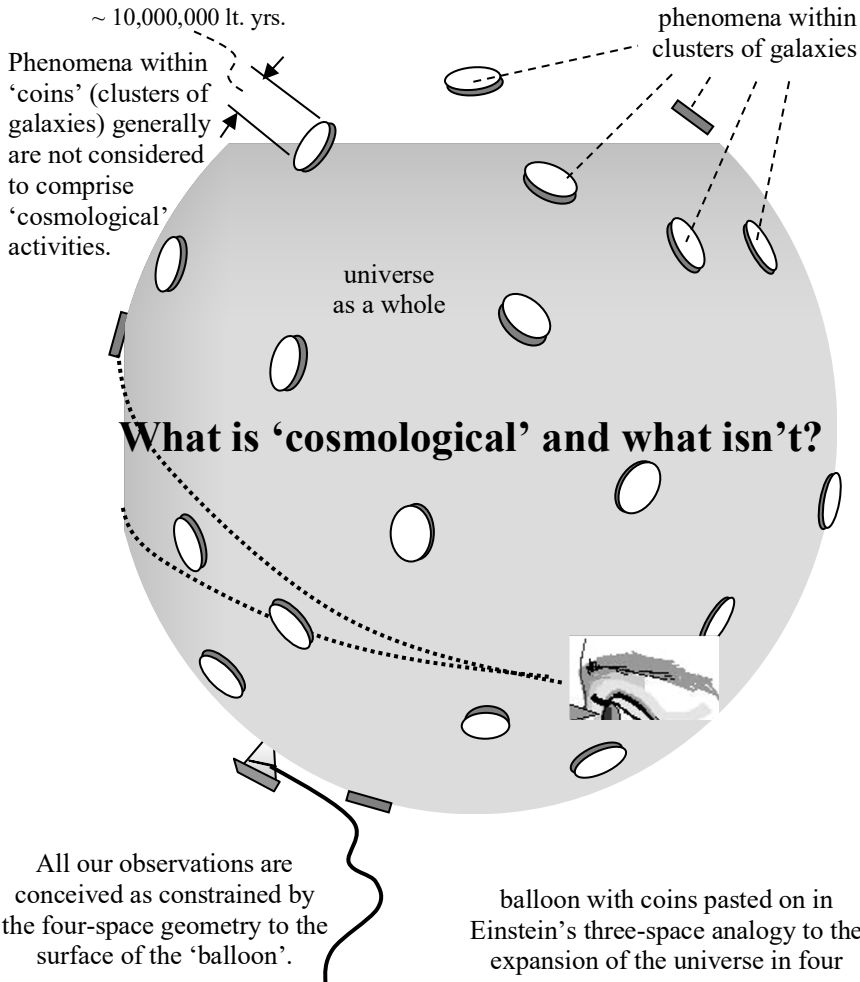 ~ 10,000,000 lt. yrs.
Phenomena within
‘coins’ (clusters of
galaxies) generally
are not considered
to comprise
‘cosmological’
activities.
phenomena within
clusters of galaxies
universe
as a whole
What is ‘cosmological’ and what isn’t?
All our observations are
conceived as constrained by
the four-space geometry to the
surface of the ‘balloon’.
balloon with coins pasted on in
Einstein’s three-space analogy to the
expansion of the universe in four